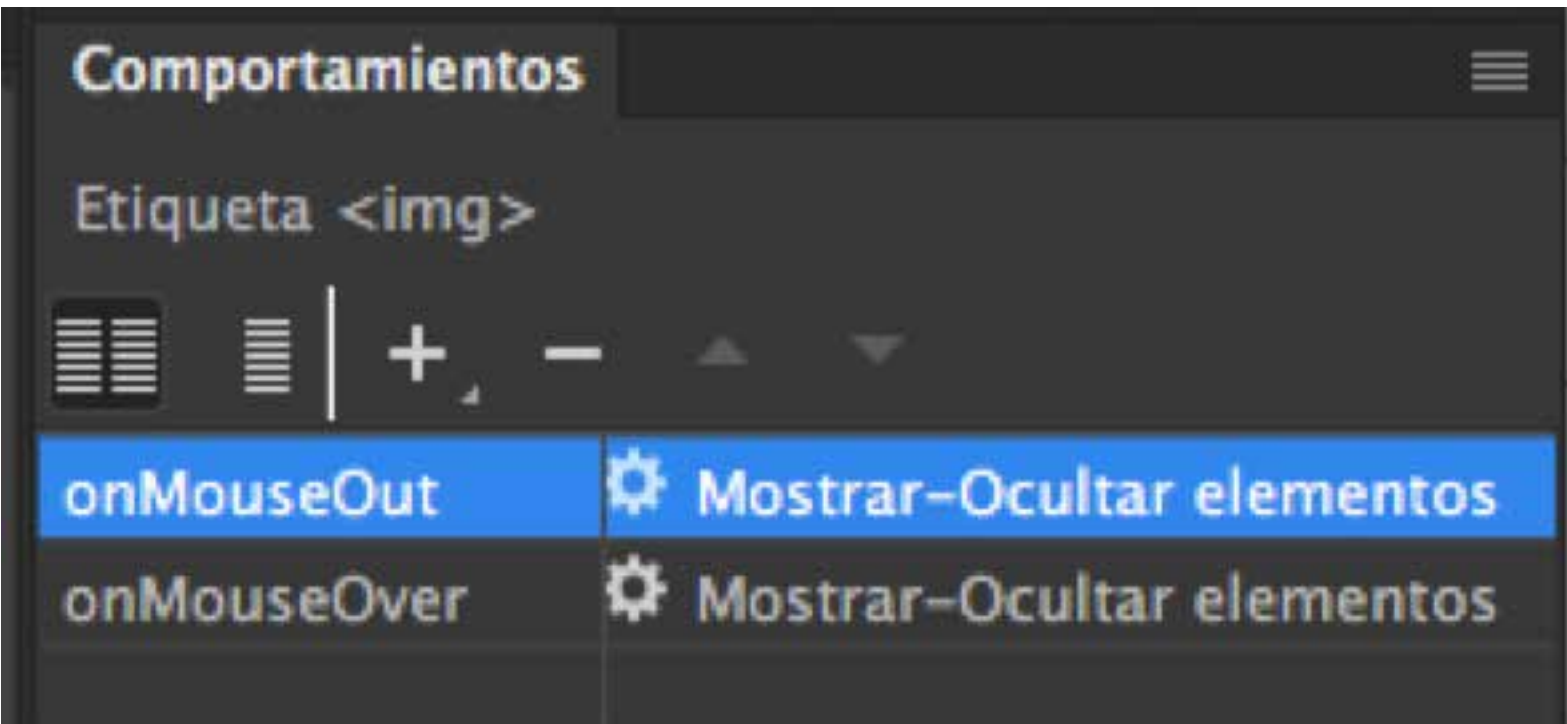 Comportamientos
Etiqueta <img>
onMouseOut Mostrar-Ocultar elementos
onMouseOver Mostrar-Ocultar elementos